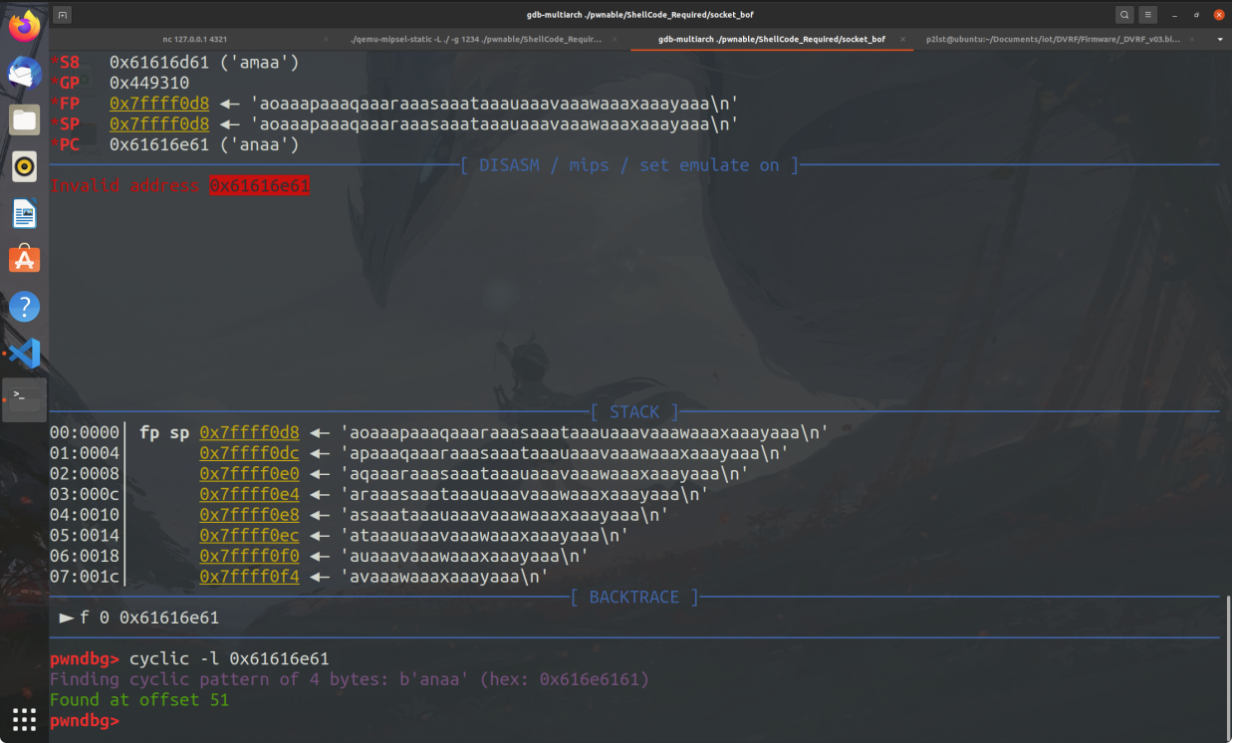 gdb-multiarch ./pwnable/ShellCode_Required/socket_bof
nc 127.0.0.1 4321
./qemu-mipsel-static -L ./ -g 1234 ./pwnable/ShellCode_Requir...
gdb-multiarch ./pwnable/ShellCode_Required/socket_bof
p2lst@ubuntu:~/Documents/iot/DVRF/Firmware/_DVRF_v03.bi...
*S8 0x61616d61 ('amaa')
*GP 0x449310
*FP 0x7ffff0d8 ◂— 'aoaaapaaaqaaaraaasaaataaauaaavaaawaaaxaaayaaa\n'
*SP 0x7ffff0d8 ◂— 'aoaaapaaaqaaaraaasaaataaauaaavaaawaaaxaaayaaa\n'
*PC 0x61616e61 ('anaa')
[ DISASM / mips / set emulate on ]
Invalid address 0x61616e61
[ STACK ]
00:0000│ fp sp 0x7ffff0d8 ◂— 'aoaaapaaaqaaaraaasaaataaauaaavaaawaaaxaaayaaa\n'
01:0004│ 0x7ffff0dc ◂— 'apaaaqaaaraaasaaataaauaaavaaawaaaxaaayaaa\n'
02:0008│ 0x7ffff0e0 ◂— 'aqaaaraaasaaataaauaaavaaawaaaxaaayaaa\n'
03:000c│ 0x7ffff0e4 ◂— 'araaasaaataaauaaavaaawaaaxaaayaaa\n'
04:0010│ 0x7ffff0e8 ◂— 'asaaataaauaaavaaawaaaxaaayaaa\n'
05:0014│ 0x7ffff0ec ◂— 'ataaauaaavaaawaaaxaaayaaa\n'
06:0018│ 0x7ffff0f0 ◂— 'auaaavaaawaaaxaaayaaa\n'
07:001c│ 0x7ffff0f4 ◂— 'avaaawaaaxaaayaaa\n'
[ BACKTRACE ]
► f 0 0x61616e61
pwndbg> cyclic -l 0x61616e61
Finding cyclic pattern of 4 bytes: b'anaa' (hex: 0x616e6161)
Found at offset 51
pwndbg>